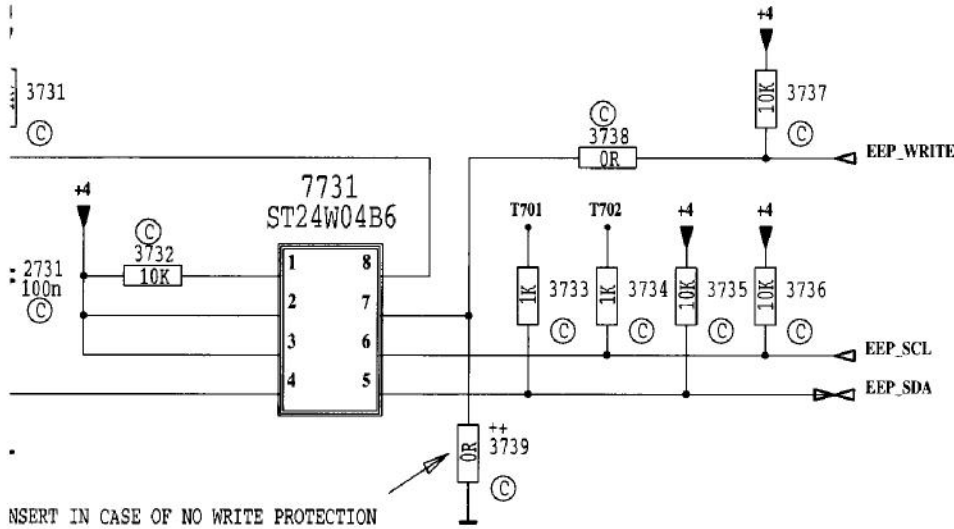 +4
3731
10K
3737
C
C
C
3738
0R
EEP_WRITE
7731
ST24W04B6
+4
T701
T702
+4
+4
C
3732
10K
1
8
2731
100n
C
2
7
1K
3733
1K
3734
10K
3735
10K
3736
C
C
C
C
3
6
EEP_SCL
4
5
EEP_SDA
++
0R
3739
C
NSERT IN CASE OF NO WRITE PROTECTION